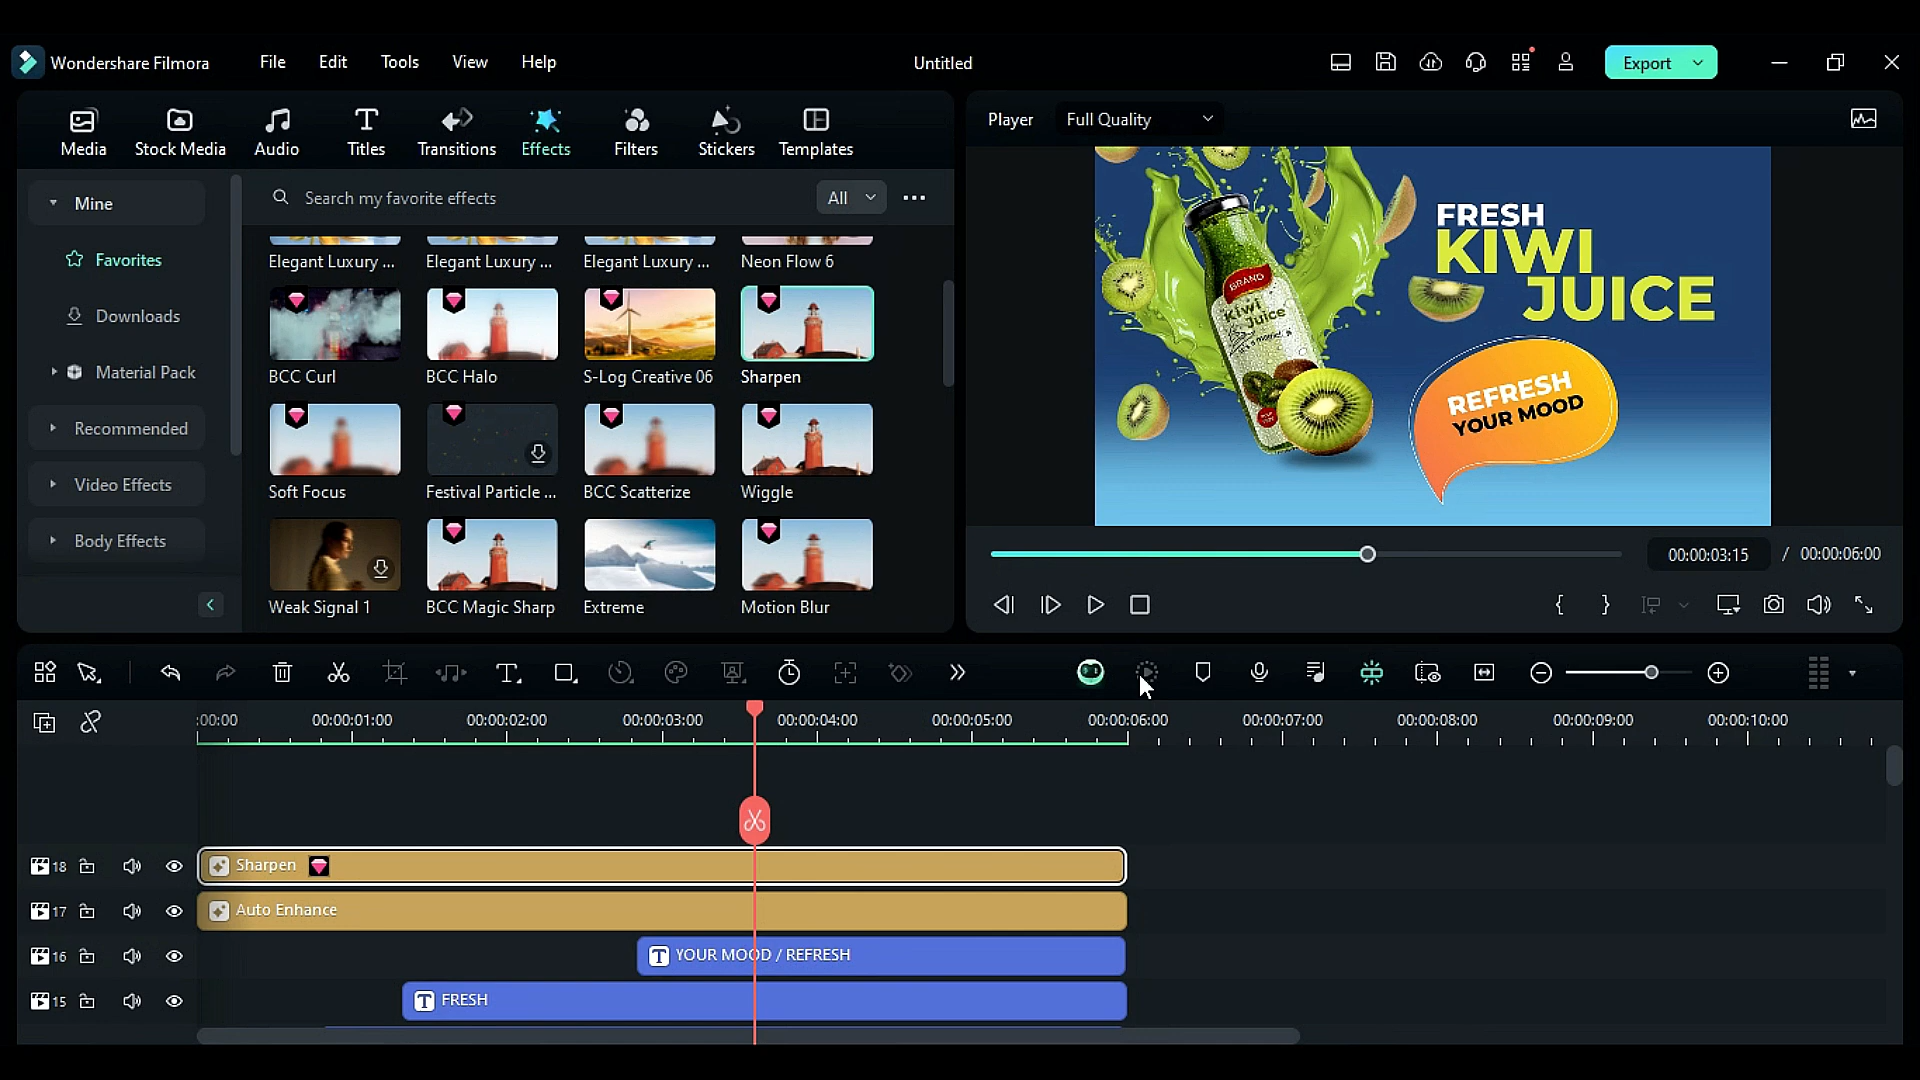 Wondershare Filmora
File
Edit
Tools
View
Help
Untitled
Export
Media
Stock Media
Audio
Titles
Transitions
Effects
Filters
Stickers
Templates
Player
Full Quality
Mine
Favorites
Downloads
Material Pack
Recommended
Video Effects
Body Effects
Search my favorite effects
All
Elegant Luxury ...
Elegant Luxury ...
Elegant Luxury ...
Neon Flow 6
BCC Curl
BCC Halo
S-Log Creative 06
Sharpen
Soft Focus
Festival Particle ...
BCC Scatterize
Wiggle
Weak Signal 1
BCC Magic Sharp
Extreme
Motion Blur
FRESH
KIWI
JUICE
BRAND
Kiwi
Juice
REFRESH
YOUR MOOD
00:00:03:15 / 00:00:06:00
:00:00
00:00:01:00
00:00:02:00
00:00:03:00
00:00:04:00
00:00:05:00
00:00:06:00
00:00:07:00
00:00:08:00
00:00:09:00
00:00:10:00
18
Sharpen
17
Auto Enhance
16
YOUR MOOD / REFRESH
15
FRESH